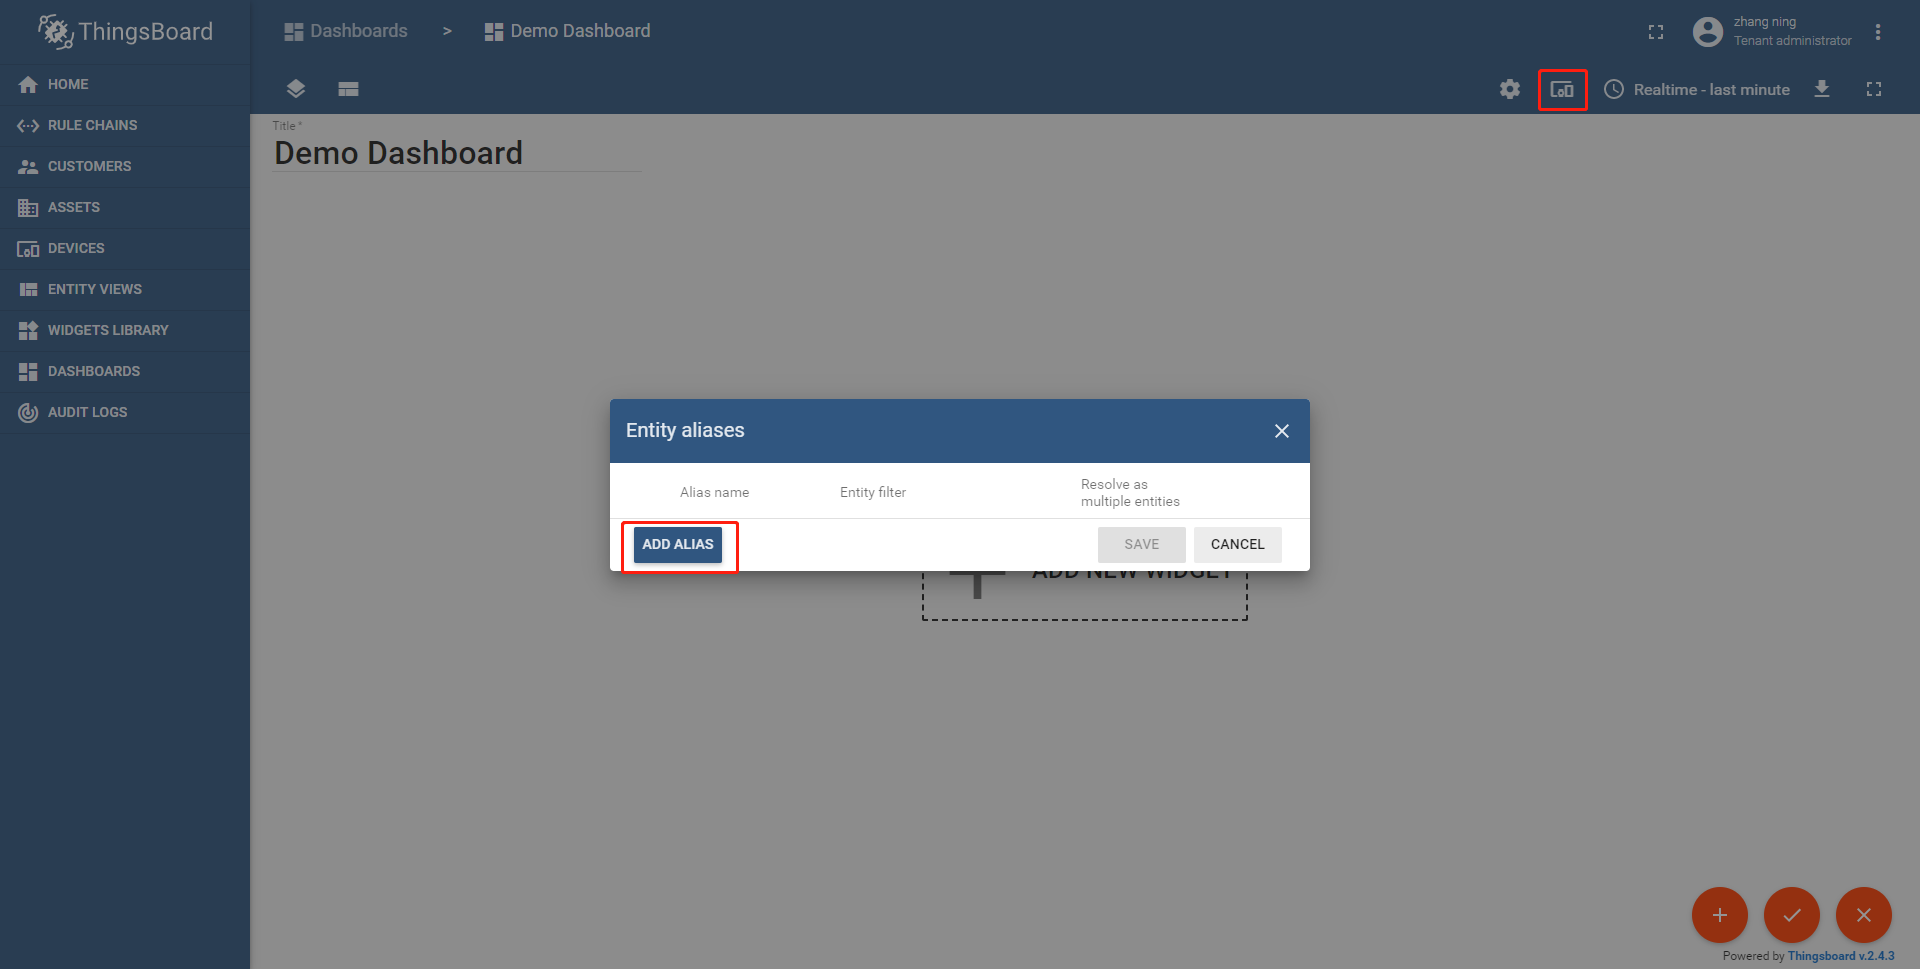 ThingsBoard
Dashboards > Demo Dashboard
zhang ning
Tenant administrator
HOME
RULE CHAINS
CUSTOMERS
ASSETS
DEVICES
ENTITY VIEWS
WIDGETS LIBRARY
DASHBOARDS
AUDIT LOGS
Realtime - last minute
Title *
Demo Dashboard
Entity aliases
Alias name
Entity filter
Resolve as
multiple entities
ADD ALIAS
SAVE
CANCEL
ADD NEW WIDGET
Powered by Thingsboard v.2.4.3